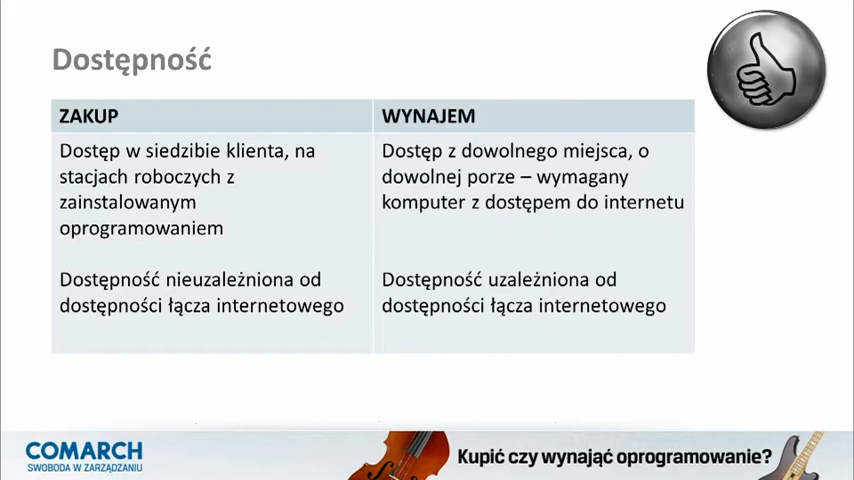 Dostępność
ZAKUP
Dostęp w siedzibie klienta, na
stacjach roboczych z
zainstalowanym
oprogramowaniem
Dostępność nieuzależniona od
dostępności łącza internetowego
WYNAJEM
Dostęp z dowolnego miejsca, o
dowolnej porze – wymagany
komputer z dostępem do internetu
Dostępność uzależniona od
dostępności łącza internetowego
COMARCH
SWOBODA W ZARZĄDZANIU
Kupić czy wynająć oprogramowanie?